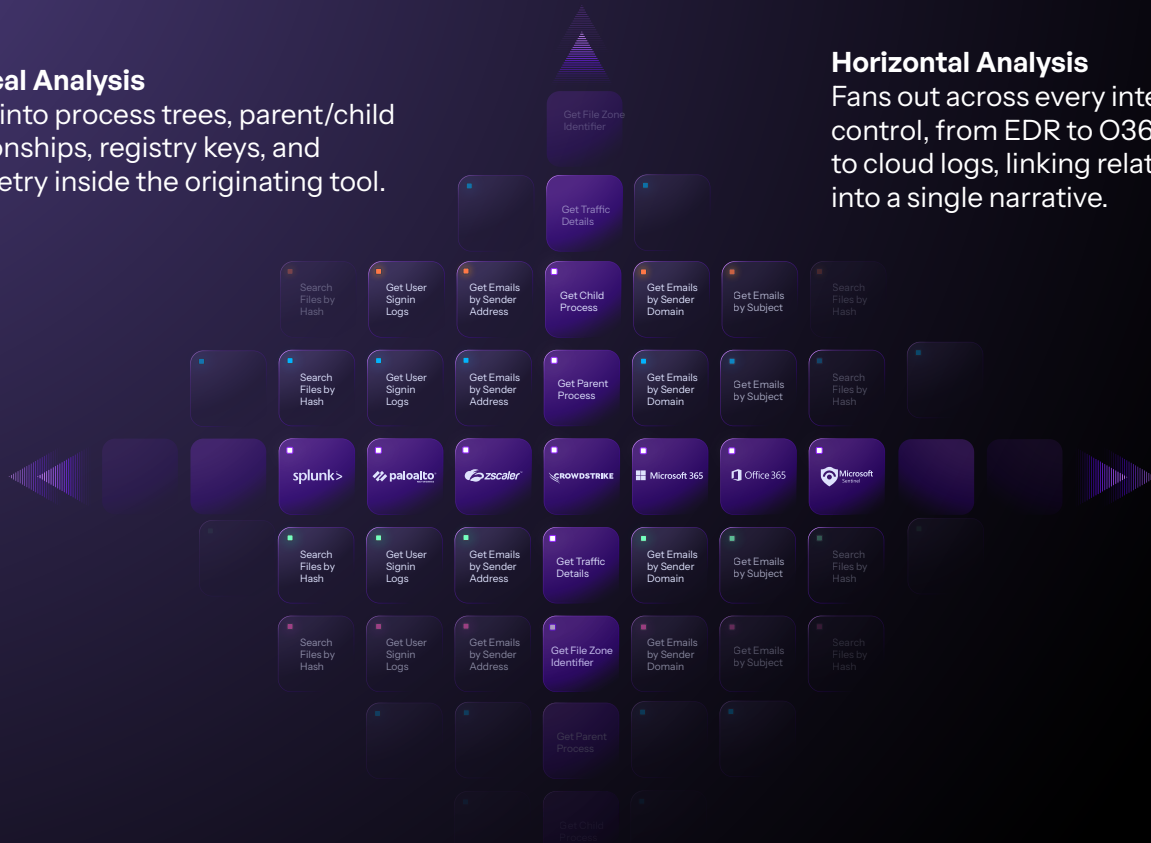 cal Analysis
into process trees, parent/child
onships, registry keys, and
etry inside the originating tool.
Horizontal Analysis
Fans out across every inte
control, from EDR to O36
to cloud logs, linking relat
into a single narrative.
Get File Zone
Identifier
Get Traffic
Details
Search
Files by
Hash
Get User
Signin
Logs
Get Emails
by Sender
Address
Get Child
Process
Get Emails
by Sender
Domain
Get Emails
by Subject
Search
Files by
Hash
Search
Files by
Hash
Get User
Signin
Logs
Get Emails
by Sender
Address
Get Parent
Process
Get Emails
by Sender
Domain
Get Emails
by Subject
Search
Files by
Hash
splunk>
paloalto
zscaler
CROWDSTRIKE
Microsoft 365
Office 365
Microsoft
Sentinel
Search
Files by
Hash
Get User
Signin
Logs
Get Emails
by Sender
Address
Get Traffic
Details
Get Emails
by Sender
Domain
Get Emails
by Subject
Search
Files by
Hash
Search
Files by
Hash
Get User
Signin
Logs
Get Emails
by Sender
Address
Get File Zone
Identifier
Get Emails
by Sender
Domain
Get Emails
by Subject
Search
Files by
Hash
Get Parent
Process
Get Child
Process